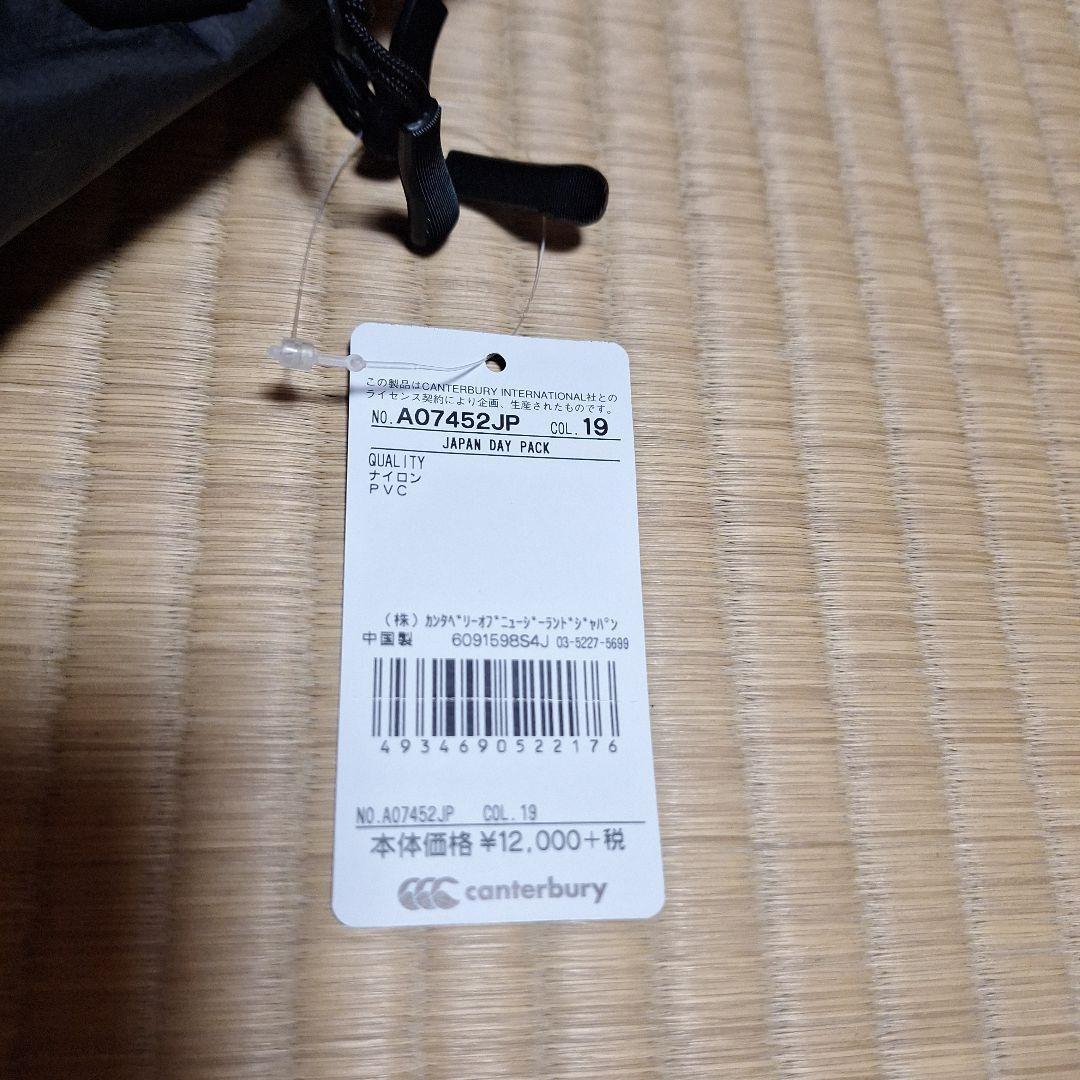 この製品はCANTERBURY INTERNATIONAL社との
ライセンス契約により企画、生産されたものです。
NO.A07452JP COL.19
JAPAN DAY PACK
QUALITY
ナイロン
PVC
(株)カンタベリーオブニュージーランドジャパン
中国製 6091598S4J 03-5227-5699
4934690522176
NO.A07452JP COL.19
本体価格 ¥12,000+税
canterbury